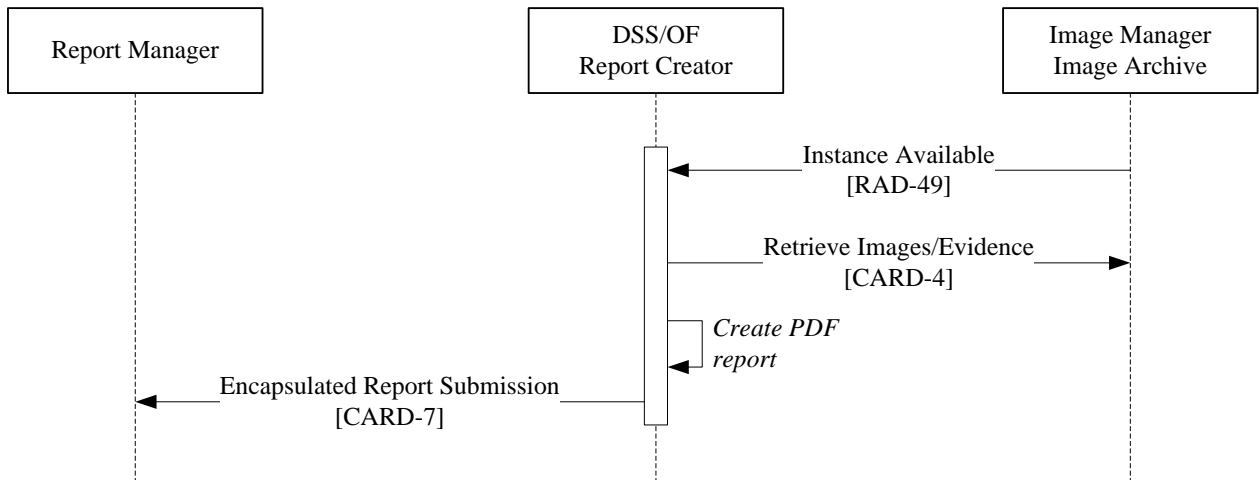 Report Manager
DSS/OF
Report Creator
Image Manager
Image Archive
Instance Available
[RAD-49]
Retrieve Images/Evidence
[CARD-4]
Create PDF
report
Encapsulated Report Submission
[CARD-7]